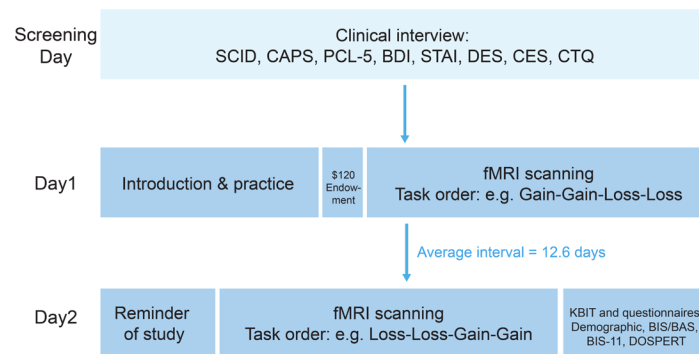 Screening
Day
Clinical interview:
SCID, CAPS, PCL-5, BDI, STAI, DES, CES, CTQ
Day1
Introduction & practice
$120
Endow-
ment
fMRI scanning
Task order: e.g. Gain-Gain-Loss-Loss
Average interval = 12.6 days
Day2
Reminder
of study
fMRI scanning
Task order: e.g. Loss-Loss-Gain-Gain
KBIT and questionnaires
Demographic, BIS/BAS,
BIS-11, DOSPERT